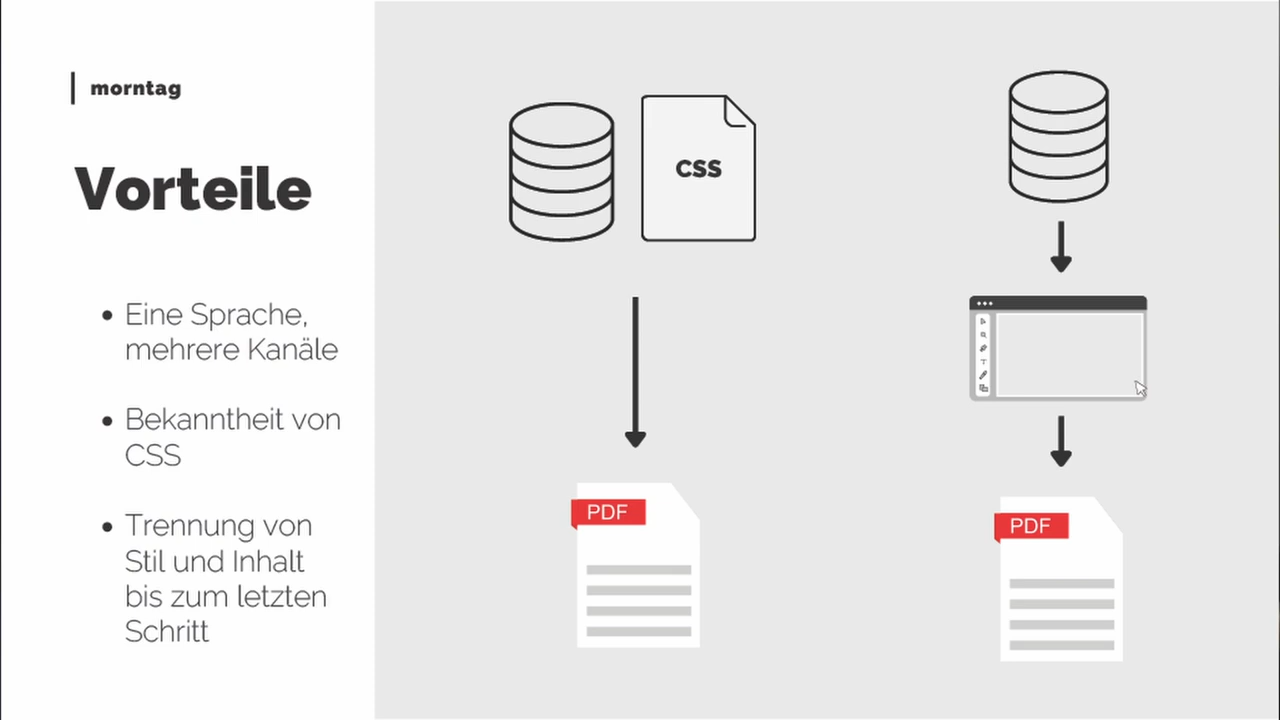 morntag
Vorteile
• Eine Sprache,
mehrere Kanäle
• Bekanntheit von
CSS
• Trennung von
Stil und Inhalt
bis zum letzten
Schritt
CSS
PDF
PDF